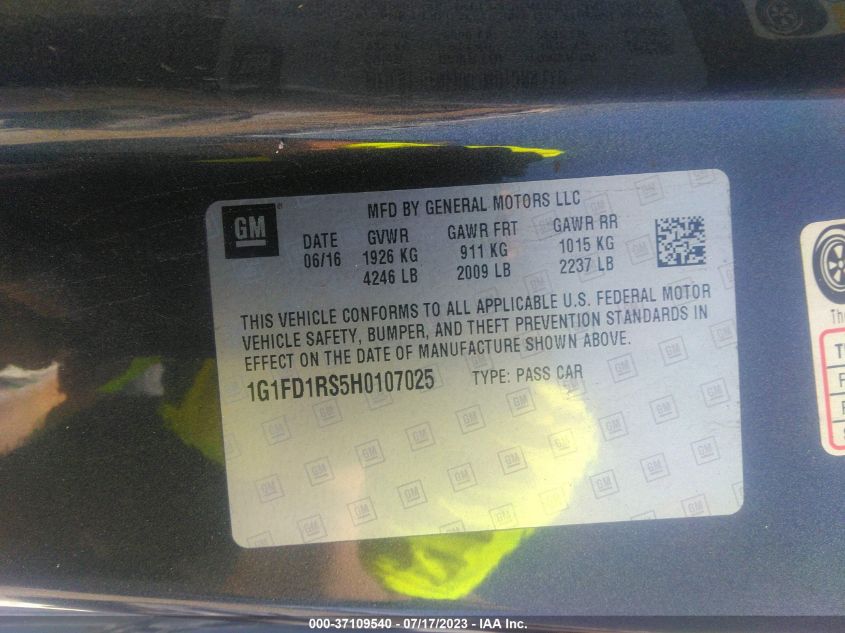 GM
MFD BY GENERAL MOTORS LLC
DATE GVWR GAWR FRT GAWR RR
06/16 1926 KG 911 KG 1015 KG
4246 LB 2009 LB 2237 LB
THIS VEHICLE CONFORMS TO ALL APPLICABLE U.S. FEDERAL MOTOR
VEHICLE SAFETY, BUMPER, AND THEFT PREVENTION STANDARDS IN
EFFECT ON THE DATE OF MANUFACTURE SHOWN ABOVE.
1G1FD1RS5H0107025 TYPE: PASS CAR
000-37109540 - 07/17/2023 - IAA Inc.